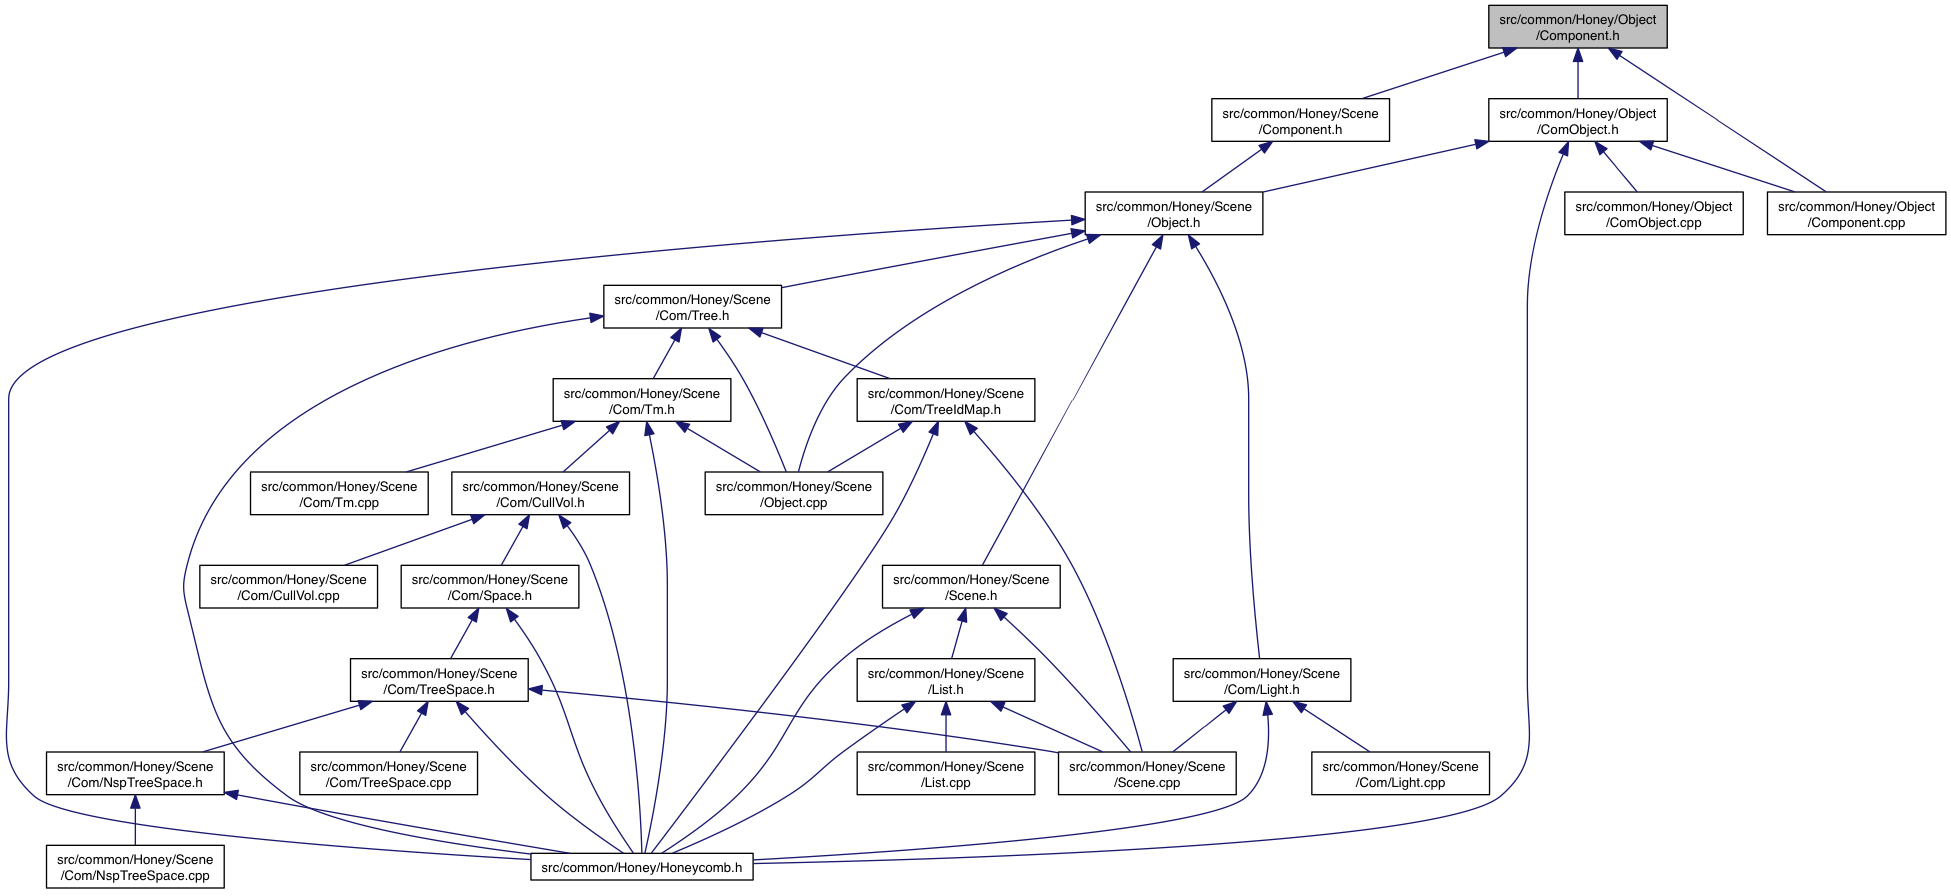 src/common/Honey/Object
/Component.h
src/common/Honey/Scene
/Component.h
src/common/Honey/Object
/ComObject.h
src/common/Honey/Scene
/Object.h
src/common/Honey/Object
/ComObject.cpp
src/common/Honey/Object
/Component.cpp
src/common/Honey/Scene
/Com/Tree.h
src/common/Honey/Scene
/Com/Tm.h
src/common/Honey/Scene
/Com/TreeIdMap.h
src/common/Honey/Scene
/Com/Tm.cpp
src/common/Honey/Scene
/Com/CullVol.h
src/common/Honey/Scene
/Object.cpp
src/common/Honey/Scene
/Com/CullVol.cpp
src/common/Honey/Scene
/Com/Space.h
src/common/Honey/Scene
/Scene.h
src/common/Honey/Scene
/Com/TreeSpace.h
src/common/Honey/Scene
/List.h
src/common/Honey/Scene
/Com/Light.h
src/common/Honey/Scene
/Com/NspTreeSpace.h
src/common/Honey/Scene
/Com/TreeSpace.cpp
src/common/Honey/Scene
/List.cpp
src/common/Honey/Scene
/Scene.cpp
src/common/Honey/Scene
/Com/Light.cpp
src/common/Honey/Scene
/Com/NspTreeSpace.cpp
src/common/Honey/Honeycomb.h